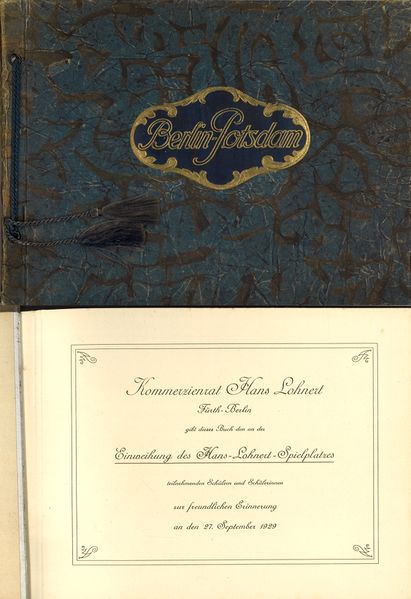 Berlin-Potsdam
Kommerzienrat Hans Lohnert
Fürth-Berlin
gibt dieses Buch den an der
Einweihung des Hans-Lohnert-Spielplatzes
teilnehmenden Schülern und Schülerinnen
zur freundlichen Erinnerung
an den 27. September 1929